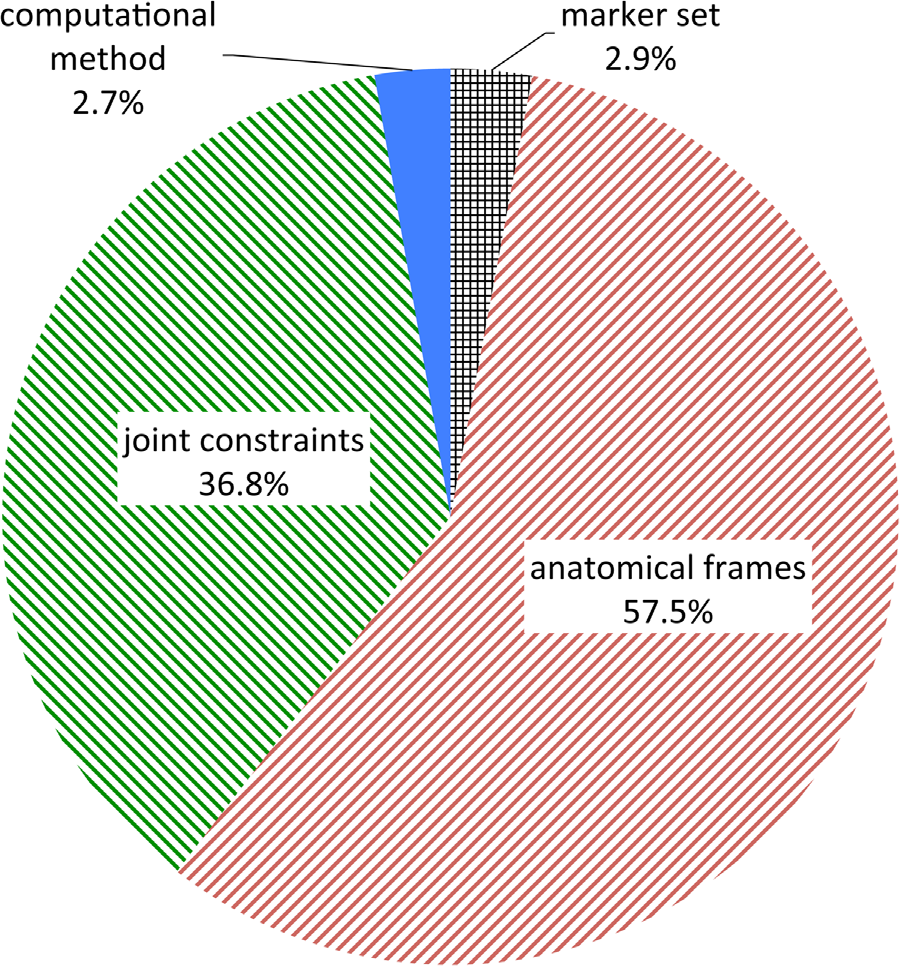 computational
method
2.7%
marker set
2.9%
joint constraints
36.8%
anatomical frames
57.5%